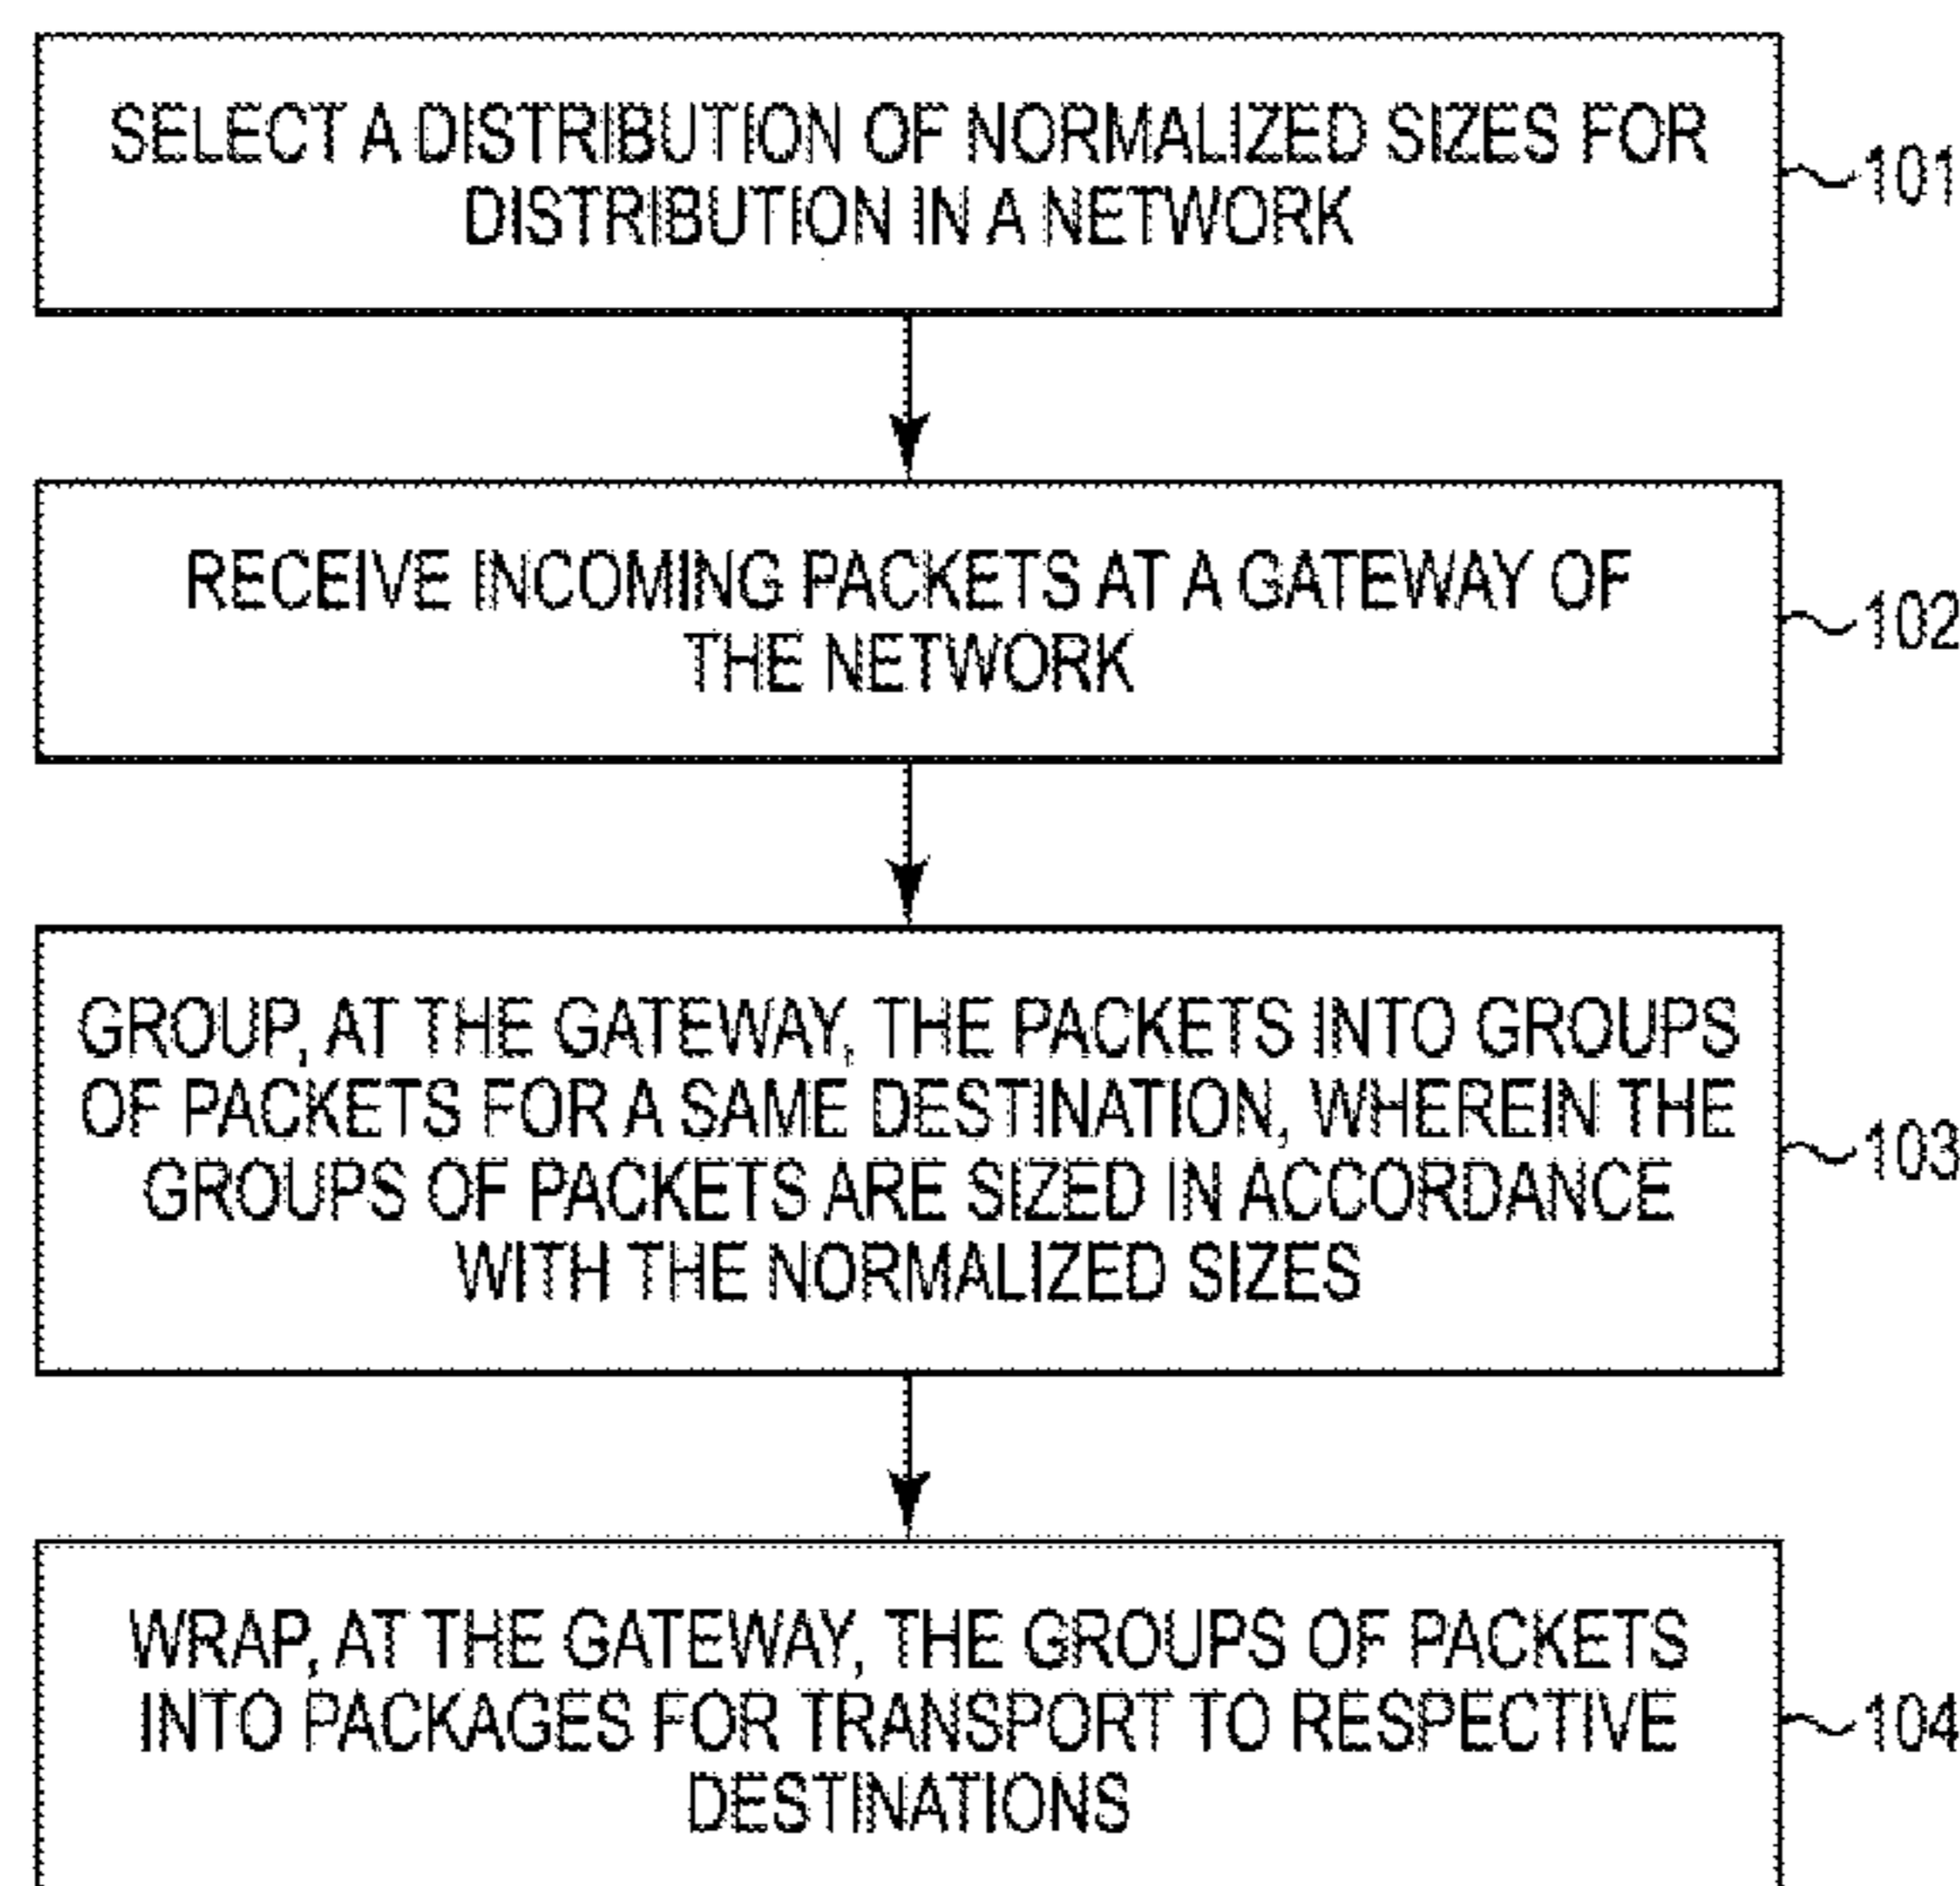 SELECT A DISTRIBUTION OF NORMALIZED SIZES FOR
DISTRIBUTION IN A NETWORK
101
RECEIVE INCOMING PACKETS AT A GATEWAY OF
THE NETWORK
102
GROUP, AT THE GATEWAY, THE PACKETS INTO GROUPS
OF PACKETS FOR A SAME DESTINATION, WHEREIN THE
GROUPS OF PACKETS ARE SIZED IN ACCORDANCE
WITH THE NORMALIZED SIZES
103
WRAP, AT THE GATEWAY, THE GROUPS OF PACKETS
INTO PACKAGES FOR TRANSPORT TO RESPECTIVE
DESTINATIONS
104